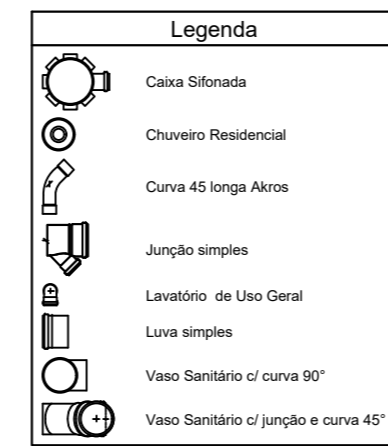 Legenda
Caixa Sifonada
Chuveiro Residencial
Curva 45 longa Akros
Junção simples
Lavatório de Uso Geral
Luva simples
Vaso Sanitário c/ curva 90°
Vaso Sanitário c/ junção e curva 45°